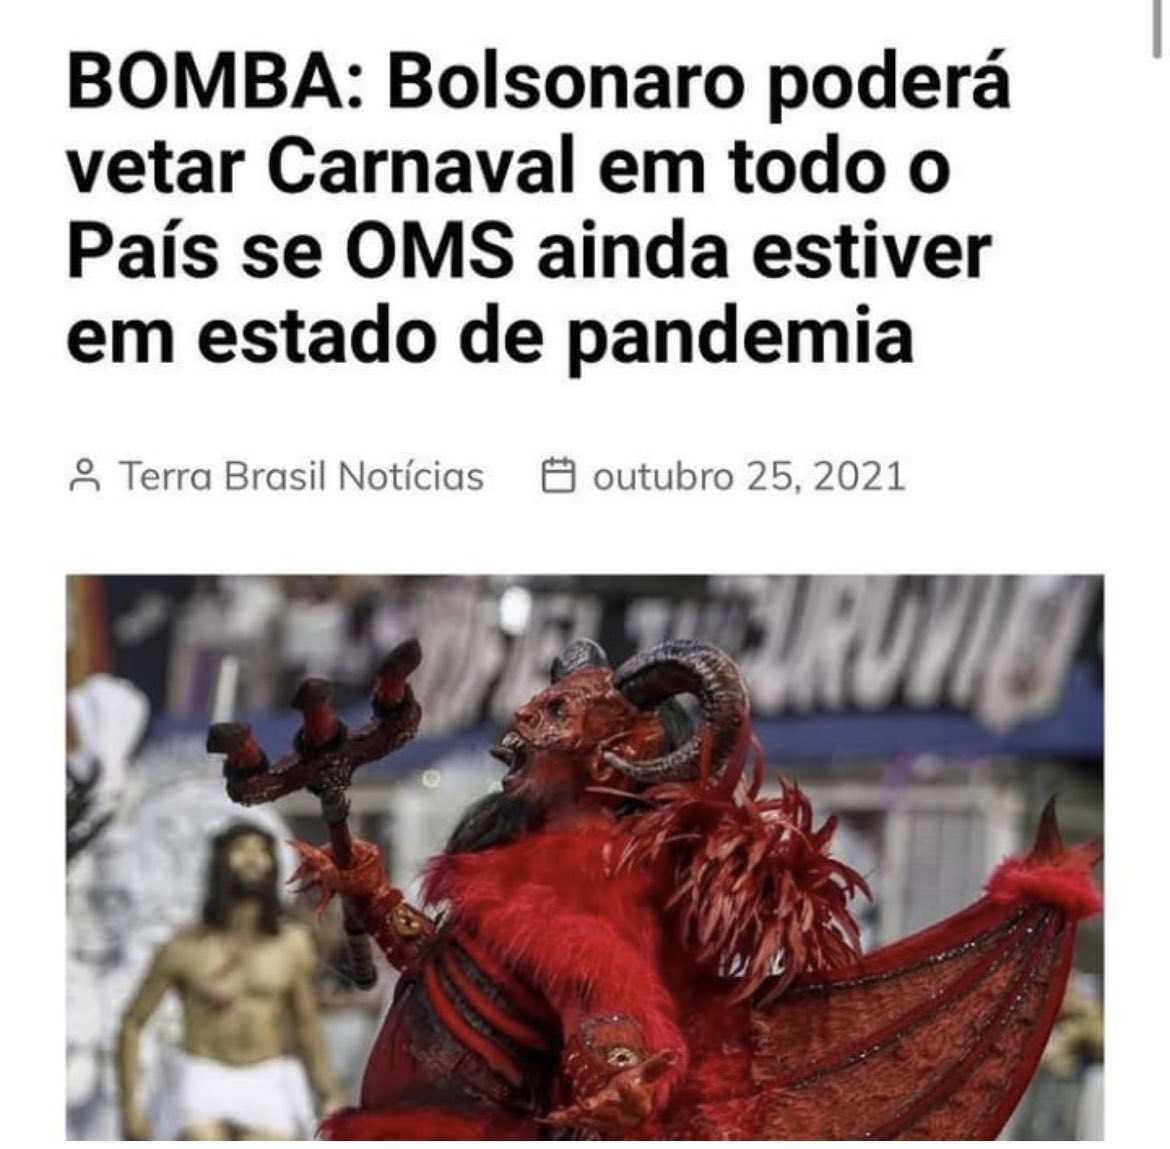 BOMBA: Bolsonaro poderá
vetar Carnaval em todo o
País se OMS ainda estiver
em estado de pandemia
Terra Brasil Notícias outubro 25, 2021